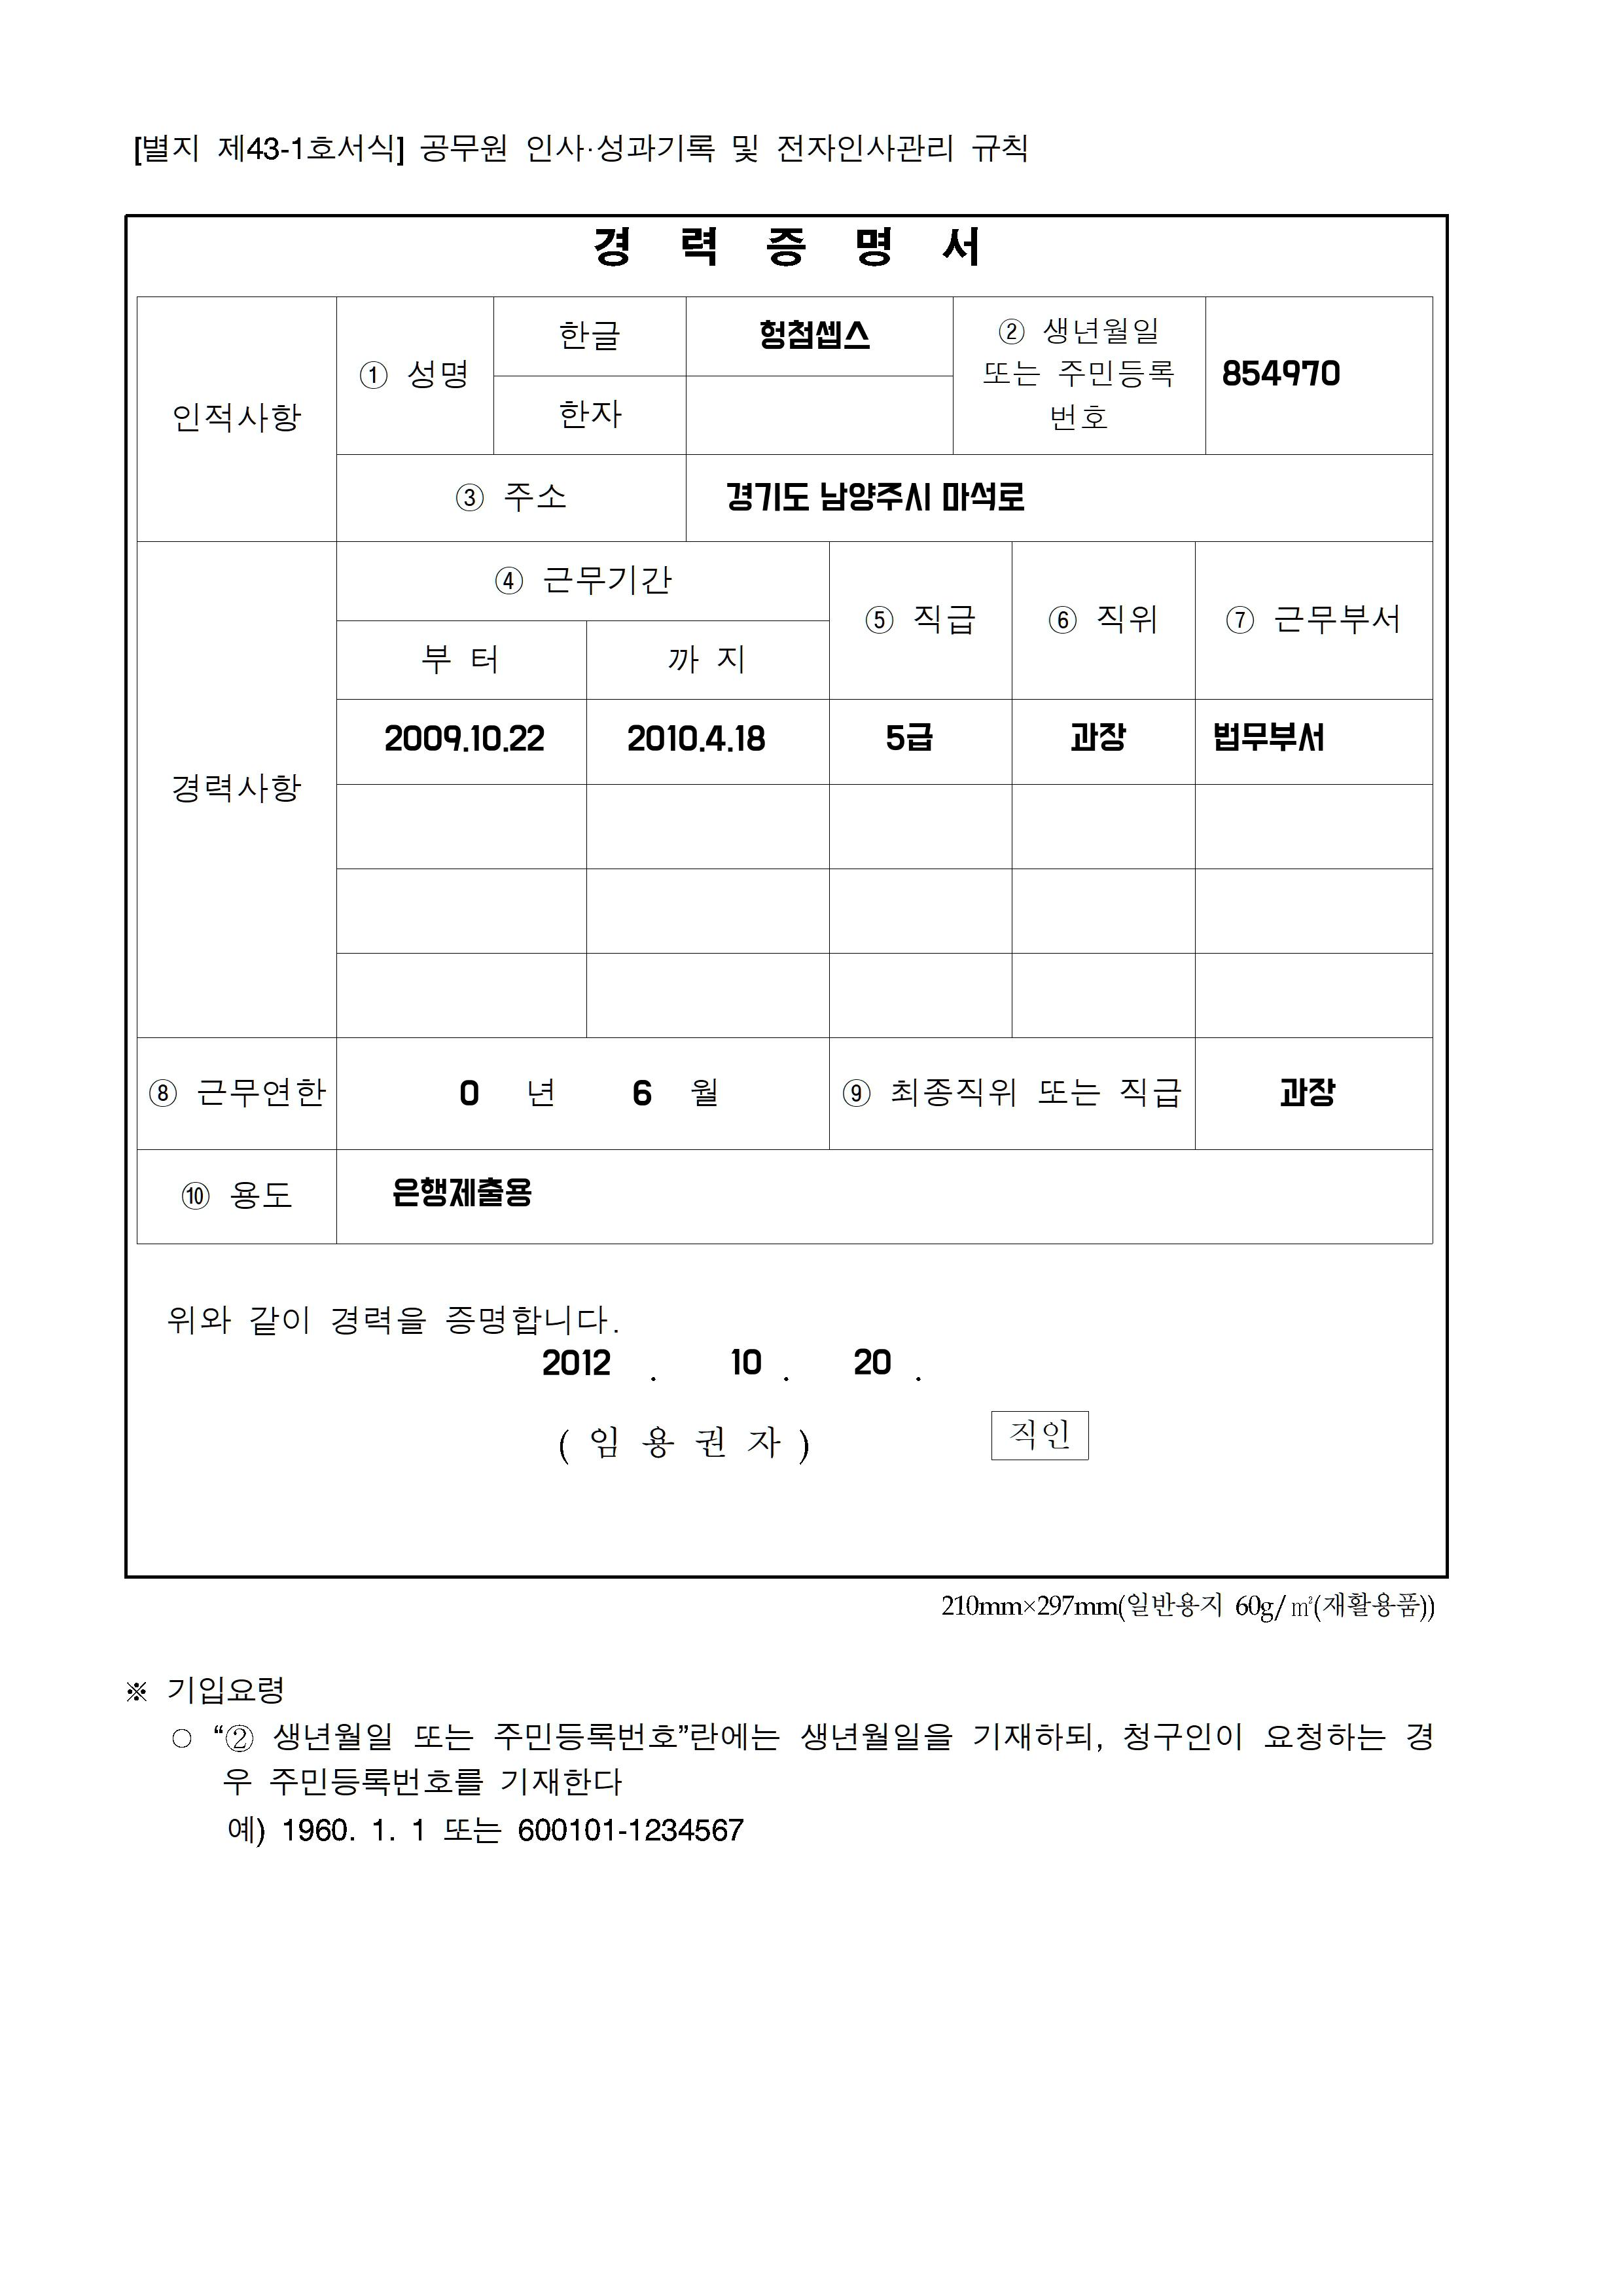 [별지 제43-1호서식] 공무원 인사·성과기록 및 전자인사관리 규칙
경 력 증 명 서
인적사항
① 성명
한글
헝첨셉스
한자
② 생년월일
또는 주민등록
번호
854970
③ 주소
경기도 남양주시 마석로
경력사항
④ 근무기간
부 터
까 지
⑤ 직급
⑥ 직위
⑦ 근무부서
2009.10.22
2010.4.18
5급
과장
법무부서
⑧ 근무연한
0 년 6 월
⑨ 최종직위 또는 직급
과장
⑩ 용도
은행제출용
위와 같이 경력을 증명합니다.
2012 . 10 . 20 .
( 임 용 권 자 )
직인
210mm×297mm(일반용지 60g/㎡(재활용품))
※ 기입요령
○ “② 생년월일 또는 주민등록번호”란에는 생년월일을 기재하되, 청구인이 요청하는 경
우 주민등록번호를 기재한다
예) 1960. 1. 1 또는 600101-1234567